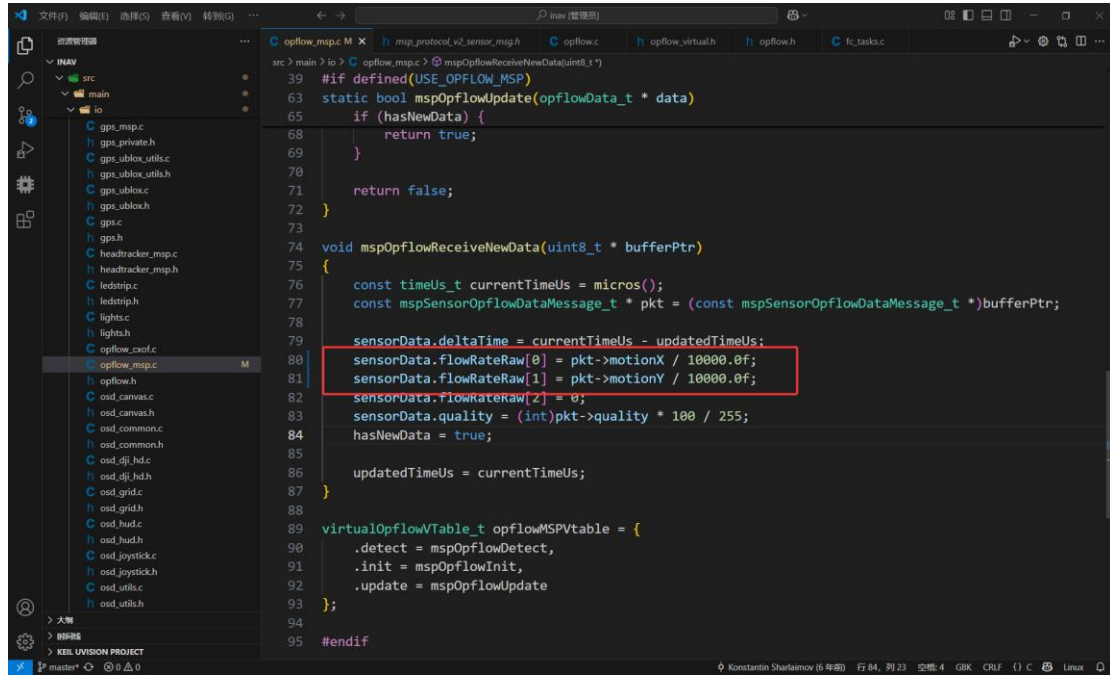 文件(F) 编辑(E) 选择(S) 查看(V) 转到(G) ···
inav [管理员]
资源管理器 ···
opflow_msp.c M
msp_protocol_v2_sensor_msg.h
opflow.c
opflow_virtual.h
opflow.h
fc_tasks.c
INAV
src
main
io
gps_msp.c
gps_private.h
gps_ublox_utils.c
gps_ublox_utils.h
gps_ublox.c
gps_ublox.h
gps.c
gps.h
headtracker_msp.c
headtracker_msp.h
ledstrip.c
ledstrip.h
lights.c
lights.h
opflow_cxof.c
opflow_msp.c M
opflow.h
osd_canvas.c
osd_canvas.h
osd_common.c
osd_common.h
osd_dji_hd.c
osd_dji_hd.h
osd_grid.c
osd_grid.h
osd_hud.c
osd_hud.h
osd_joystick.c
osd_joystick.h
osd_utils.c
osd_utils.h
大纲
时间线
KEIL UVISION PROJECT
src > main > io > C opflow_msp.c > mspOpflowReceiveNewData(uint8_t *)
39 #if defined(USE_OPFLOW_MSP)
63 static bool mspOpflowUpdate(opflowData_t * data)
65 if (hasNewData) {
68 return true;
69 }
70
71 return false;
72 }
73
74 void mspOpflowReceiveNewData(uint8_t * bufferPtr)
75 {
76 const timeUs_t currentTimeUs = micros();
77 const mspSensorOpflowDataMessage_t * pkt = (const mspSensorOpflowDataMessage_t *)bufferPtr;
78
79 sensorData.deltaTime = currentTimeUs - updatedTimeUs;
80 sensorData.flowRateRaw[0] = pkt->motionX / 10000.0f;
81 sensorData.flowRateRaw[1] = pkt->motionY / 10000.0f;
82 sensorData.flowRateRaw[2] = 0;
83 sensorData.quality = (int)pkt->quality * 100 / 255;
84 hasNewData = true;
85
86 updatedTimeUs = currentTimeUs;
87 }
88
89 virtualOpflowVTable_t opflowMSPVtable = {
90 .detect = mspOpflowDetect,
91 .init = mspOpflowInit,
92 .update = mspOpflowUpdate
93 };
94
95 #endif
master* 0 0 Konstantin Sharlaimov (6 年前) 行 84，列 23 空格: 4 GBK CRLF {} C Linux